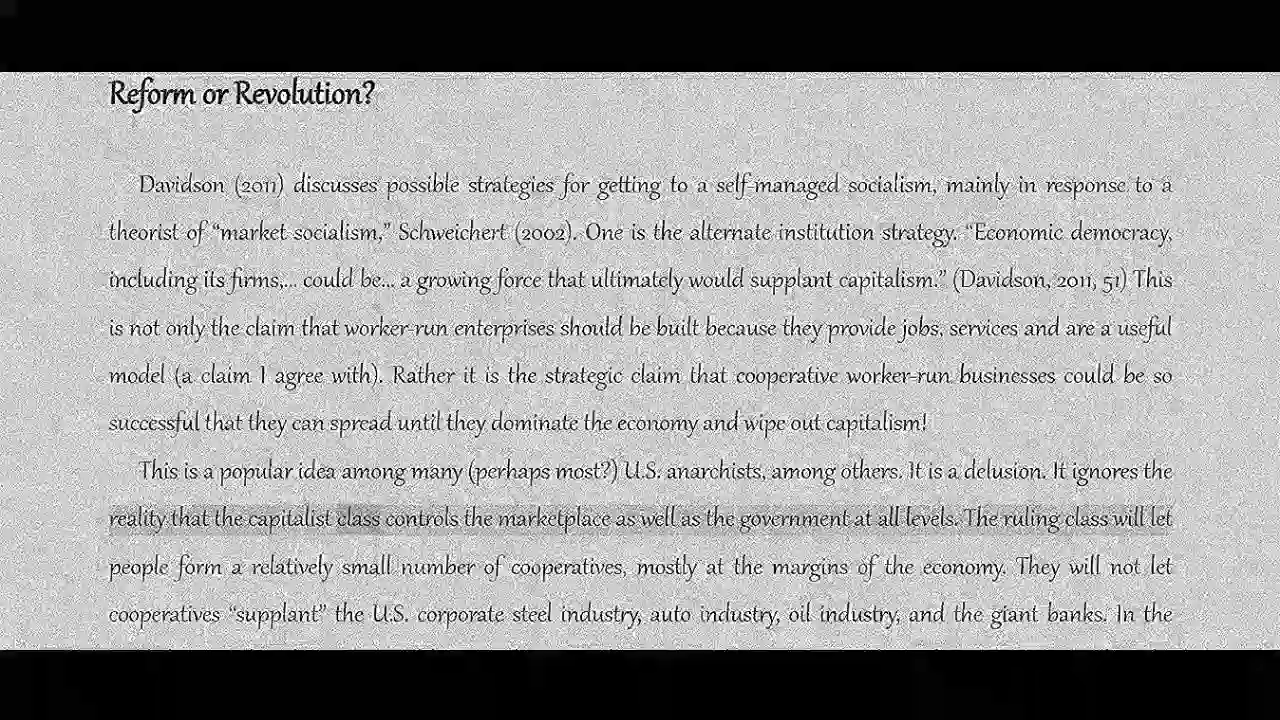 Reform or Revolution?
Davidson (2011) discusses possible strategies for getting to a self-managed socialism, mainly in response to a
theorist of “market socialism,” Schweichert (2002). One is the alternate institution strategy. “Economic democracy,
including its firms,... could be... a growing force that ultimately would supplant capitalism.” (Davidson, 2011, 51) This
is not only the claim that worker-run enterprises should be built because they provide jobs, services and are a useful
model (a claim I agree with). Rather it is the strategic claim that cooperative worker-run businesses could be so
successful that they can spread until they dominate the economy and wipe out capitalism!
This is a popular idea among many (perhaps most?) U.S. anarchists, among others. It is a delusion. It ignores the
reality that the capitalist class controls the marketplace as well as the government at all levels. The ruling class will let
people form a relatively small number of cooperatives, mostly at the margins of the economy. They will not let
cooperatives “supplant” the U.S. corporate steel industry, auto industry, oil industry, and the giant banks. In the